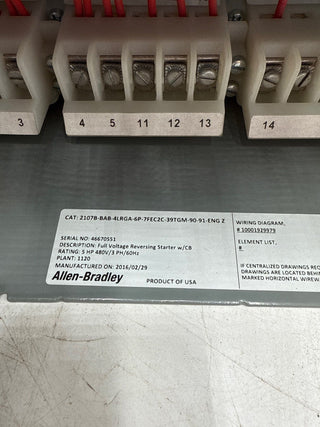 3 4 5 11 12 13 14
CAT: 2107B-BAB-4LRGA-6P-7FEC2C-39TGM-90-91-ENG Z
SERIAL NO: 46670551
DESCRIPTION: Full Voltage Reversing Starter w/CB
RATING: 5 HP 480V/3 PH/60Hz
PLANT: 1120
MANUFACTURED ON: 2016/02/29
Allen-Bradley PRODUCT OF USA
WIRING DIAGRAM,
# 10001929979
ELEMENT LIST,
#
IF CENTRALIZED DRAWINGS REQ
DRAWINGS ARE LOCATED BEHIN
MARKED HORIZONTAL WIREWA